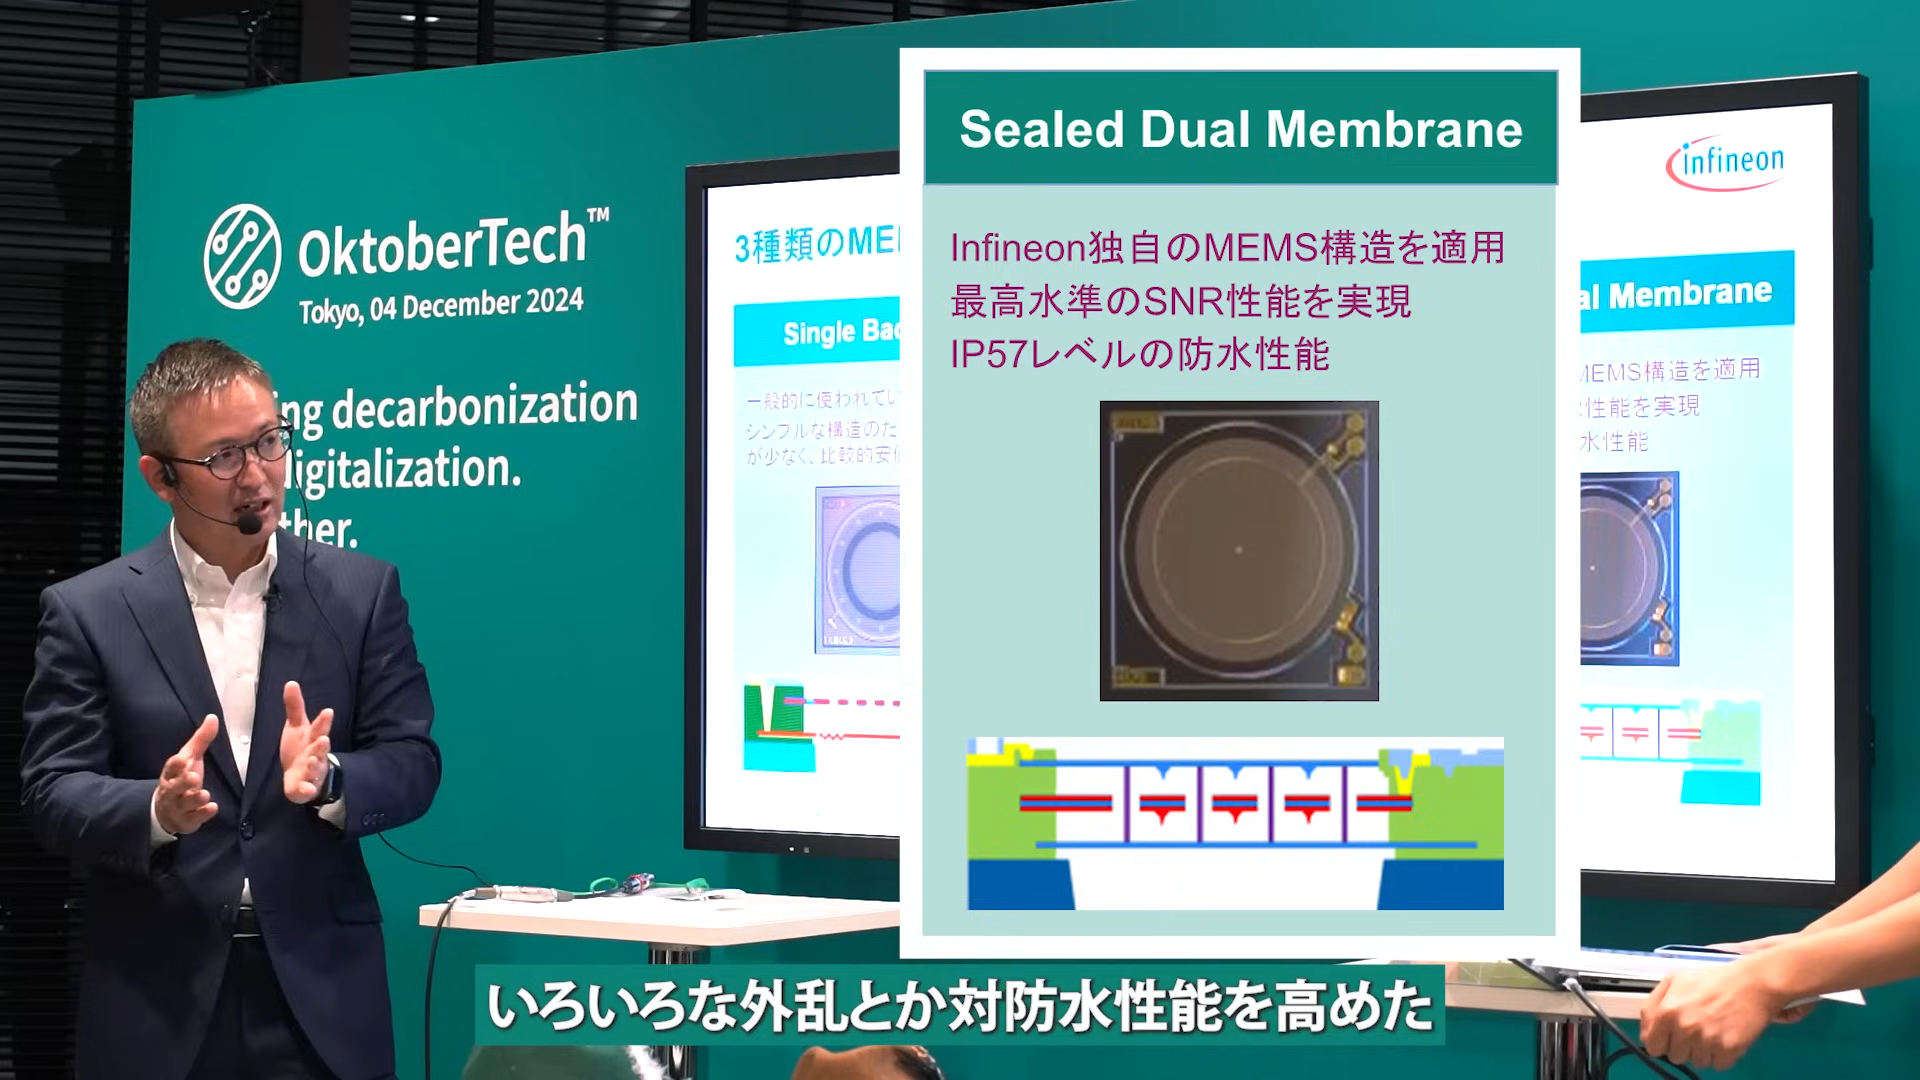 OktoberTech™
Tokyo, 04 December 2024
ing decarbonization
digitalization.
ther.
3種類のME
Single Bac
一般的に使われてい
シンプルな構造のた
が少なく、比較的安価
Sealed Dual Membrane
Infineon独自のMEMS構造を適用
最高水準のSNR性能を実現
IP57レベルの防水性能
infineon
al Membrane
MEMS構造を適用
性能を実現
水性能
いろいろな外乱とか対防水性能を高めた